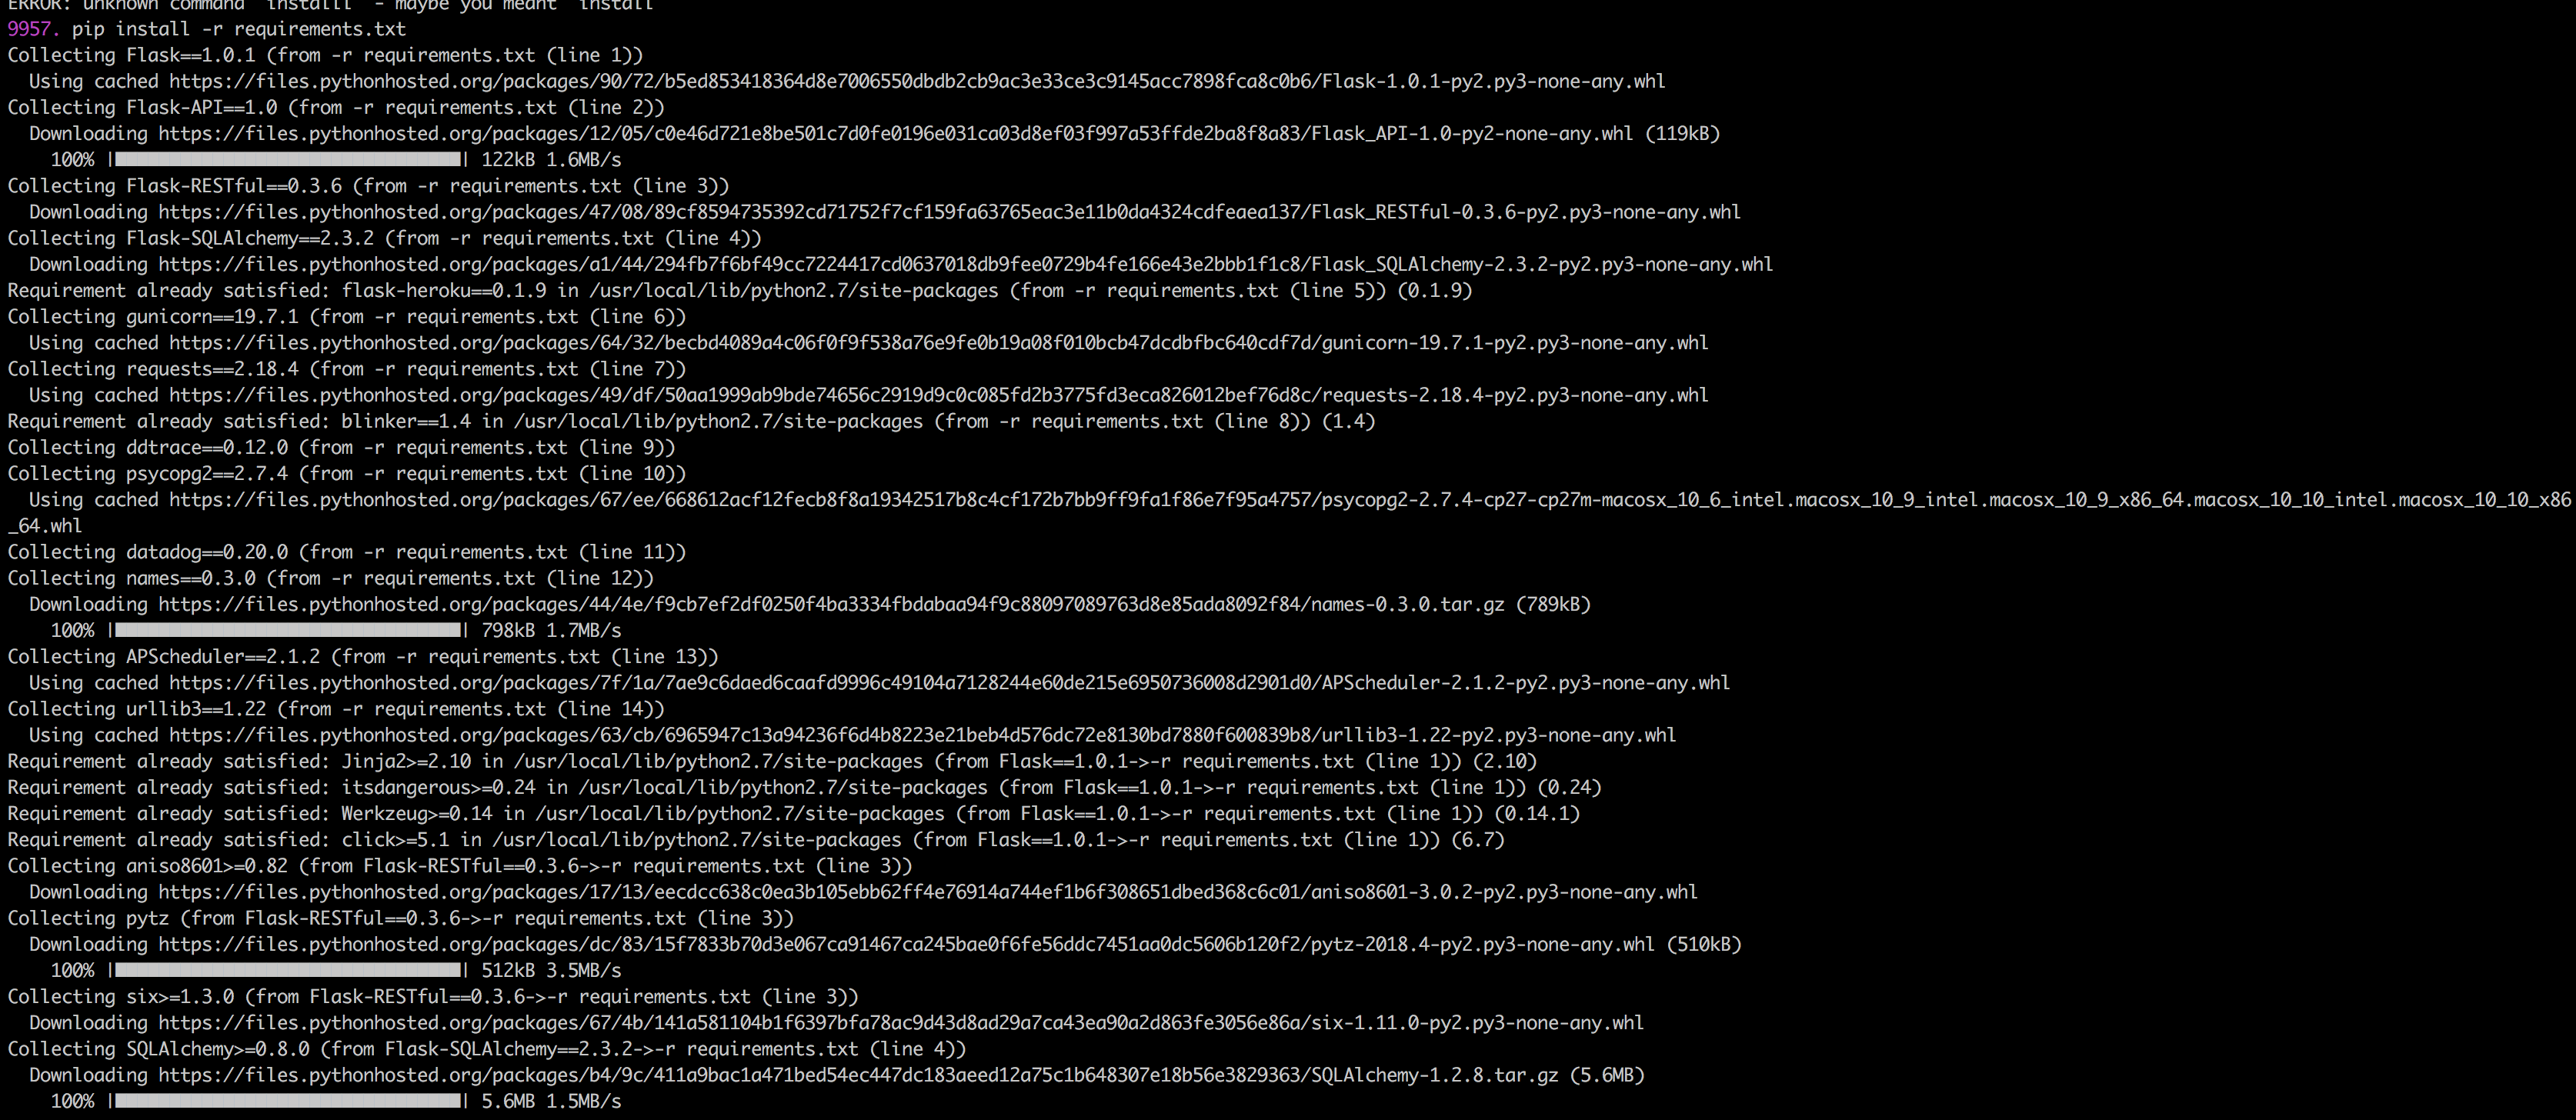 ERROR: unknown command "installl" - maybe you meant "install"
9957. pip install -r requirements.txt
Collecting Flask==1.0.1 (from -r requirements.txt (line 1))
  Using cached https://files.pythonhosted.org/packages/90/72/b5ed853418364d8e7006550dbdb2cb9ac3e33ce3c9145acc7898fca8c0b6/Flask-1.0.1-py2.py3-none-any.whl
Collecting Flask-API==1.0 (from -r requirements.txt (line 2))
  Downloading https://files.pythonhosted.org/packages/12/05/c0e46d721e8be501c7d0fe0196e031ca03d8ef03f997a53ffde2ba8f8a83/Flask_API-1.0-py2-none-any.whl (119kB)
    100% |████████████████████████████████| 122kB 1.6MB/s
Collecting Flask-RESTful==0.3.6 (from -r requirements.txt (line 3))
  Downloading https://files.pythonhosted.org/packages/47/08/89cf8594735392cd71752f7cf159fa63765eac3e11b0da4324cdfeaea137/Flask_RESTful-0.3.6-py2.py3-none-any.whl
Collecting Flask-SQLAlchemy==2.3.2 (from -r requirements.txt (line 4))
  Downloading https://files.pythonhosted.org/packages/a1/44/294fb7f6bf49cc7224417cd0637018db9fee0729b4fe166e43e2bbb1f1c8/Flask_SQLAlchemy-2.3.2-py2.py3-none-any.whl
Requirement already satisfied: flask-heroku==0.1.9 in /usr/local/lib/python2.7/site-packages (from -r requirements.txt (line 5)) (0.1.9)
Collecting gunicorn==19.7.1 (from -r requirements.txt (line 6))
  Using cached https://files.pythonhosted.org/packages/64/32/becbd4089a4c06f0f9f538a76e9fe0b19a08f010bcb47dcdbfbc640cdf7d/gunicorn-19.7.1-py2.py3-none-any.whl
Collecting requests==2.18.4 (from -r requirements.txt (line 7))
  Using cached https://files.pythonhosted.org/packages/49/df/50aa1999ab9bde74656c2919d9c0c085fd2b3775fd3eca826012bef76d8c/requests-2.18.4-py2.py3-none-any.whl
Requirement already satisfied: blinker==1.4 in /usr/local/lib/python2.7/site-packages (from -r requirements.txt (line 8)) (1.4)
Collecting ddtrace==0.12.0 (from -r requirements.txt (line 9))
Collecting psycopg2==2.7.4 (from -r requirements.txt (line 10))
  Using cached https://files.pythonhosted.org/packages/67/ee/668612acf12fecb8f8a19342517b8c4cf172b7bb9ff9fa1f86e7f95a4757/psycopg2-2.7.4-cp27-cp27m-macosx_10_6_intel.macosx_10_9_intel.macosx_10_9_x86_64.macosx_10_10_intel.macosx_10_10_x86
_64.whl
Collecting datadog==0.20.0 (from -r requirements.txt (line 11))
Collecting names==0.3.0 (from -r requirements.txt (line 12))
  Downloading https://files.pythonhosted.org/packages/44/4e/f9cb7ef2df0250f4ba3334fbdabaa94f9c88097089763d8e85ada8092f84/names-0.3.0.tar.gz (789kB)
    100% |████████████████████████████████| 798kB 1.7MB/s
Collecting APScheduler==2.1.2 (from -r requirements.txt (line 13))
  Using cached https://files.pythonhosted.org/packages/7f/1a/7ae9c6daed6caafd9996c49104a7128244e60de215e6950736008d2901d0/APScheduler-2.1.2-py2.py3-none-any.whl
Collecting urllib3==1.22 (from -r requirements.txt (line 14))
  Using cached https://files.pythonhosted.org/packages/63/cb/6965947c13a94236f6d4b8223e21beb4d576dc72e8130bd7880f600839b8/urllib3-1.22-py2.py3-none-any.whl
Requirement already satisfied: Jinja2>=2.10 in /usr/local/lib/python2.7/site-packages (from Flask==1.0.1->-r requirements.txt (line 1)) (2.10)
Requirement already satisfied: itsdangerous>=0.24 in /usr/local/lib/python2.7/site-packages (from Flask==1.0.1->-r requirements.txt (line 1)) (0.24)
Requirement already satisfied: Werkzeug>=0.14 in /usr/local/lib/python2.7/site-packages (from Flask==1.0.1->-r requirements.txt (line 1)) (0.14.1)
Requirement already satisfied: click>=5.1 in /usr/local/lib/python2.7/site-packages (from Flask==1.0.1->-r requirements.txt (line 1)) (6.7)
Collecting aniso8601>=0.82 (from Flask-RESTful==0.3.6->-r requirements.txt (line 3))
  Downloading https://files.pythonhosted.org/packages/17/13/eecdcc638c0ea3b105ebb62ff4e76914a744ef1b6f308651dbed368c6c01/aniso8601-3.0.2-py2.py3-none-any.whl
Collecting pytz (from Flask-RESTful==0.3.6->-r requirements.txt (line 3))
  Downloading https://files.pythonhosted.org/packages/dc/83/15f7833b70d3e067ca91467ca245bae0f6fe56ddc7451aa0dc5606b120f2/pytz-2018.4-py2.py3-none-any.whl (510kB)
    100% |████████████████████████████████| 512kB 3.5MB/s
Collecting six>=1.3.0 (from Flask-RESTful==0.3.6->-r requirements.txt (line 3))
  Downloading https://files.pythonhosted.org/packages/67/4b/141a581104b1f6397bfa78ac9d43d8ad29a7ca43ea90a2d863fe3056e86a/six-1.11.0-py2.py3-none-any.whl
Collecting SQLAlchemy>=0.8.0 (from Flask-SQLAlchemy==2.3.2->-r requirements.txt (line 4))
  Downloading https://files.pythonhosted.org/packages/b4/9c/411a9bac1a471bed54ec447dc183aeed12a75c1b648307e18b56e3829363/SQLAlchemy-1.2.8.tar.gz (5.6MB)
    100% |████████████████████████████████| 5.6MB 1.5MB/s